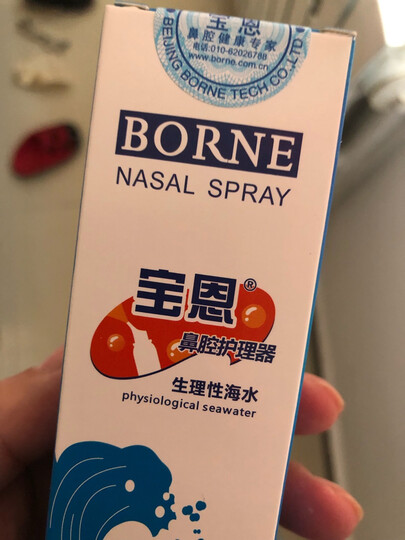 宝恩
鼻腔健康专家
电话:010-62026788
www.borne.com.cn
BEIJING BORNE TECH CO.,LTD
BORNE
NASAL SPRAY
宝恩®
鼻腔护理器
生理性海水
physiological seawater